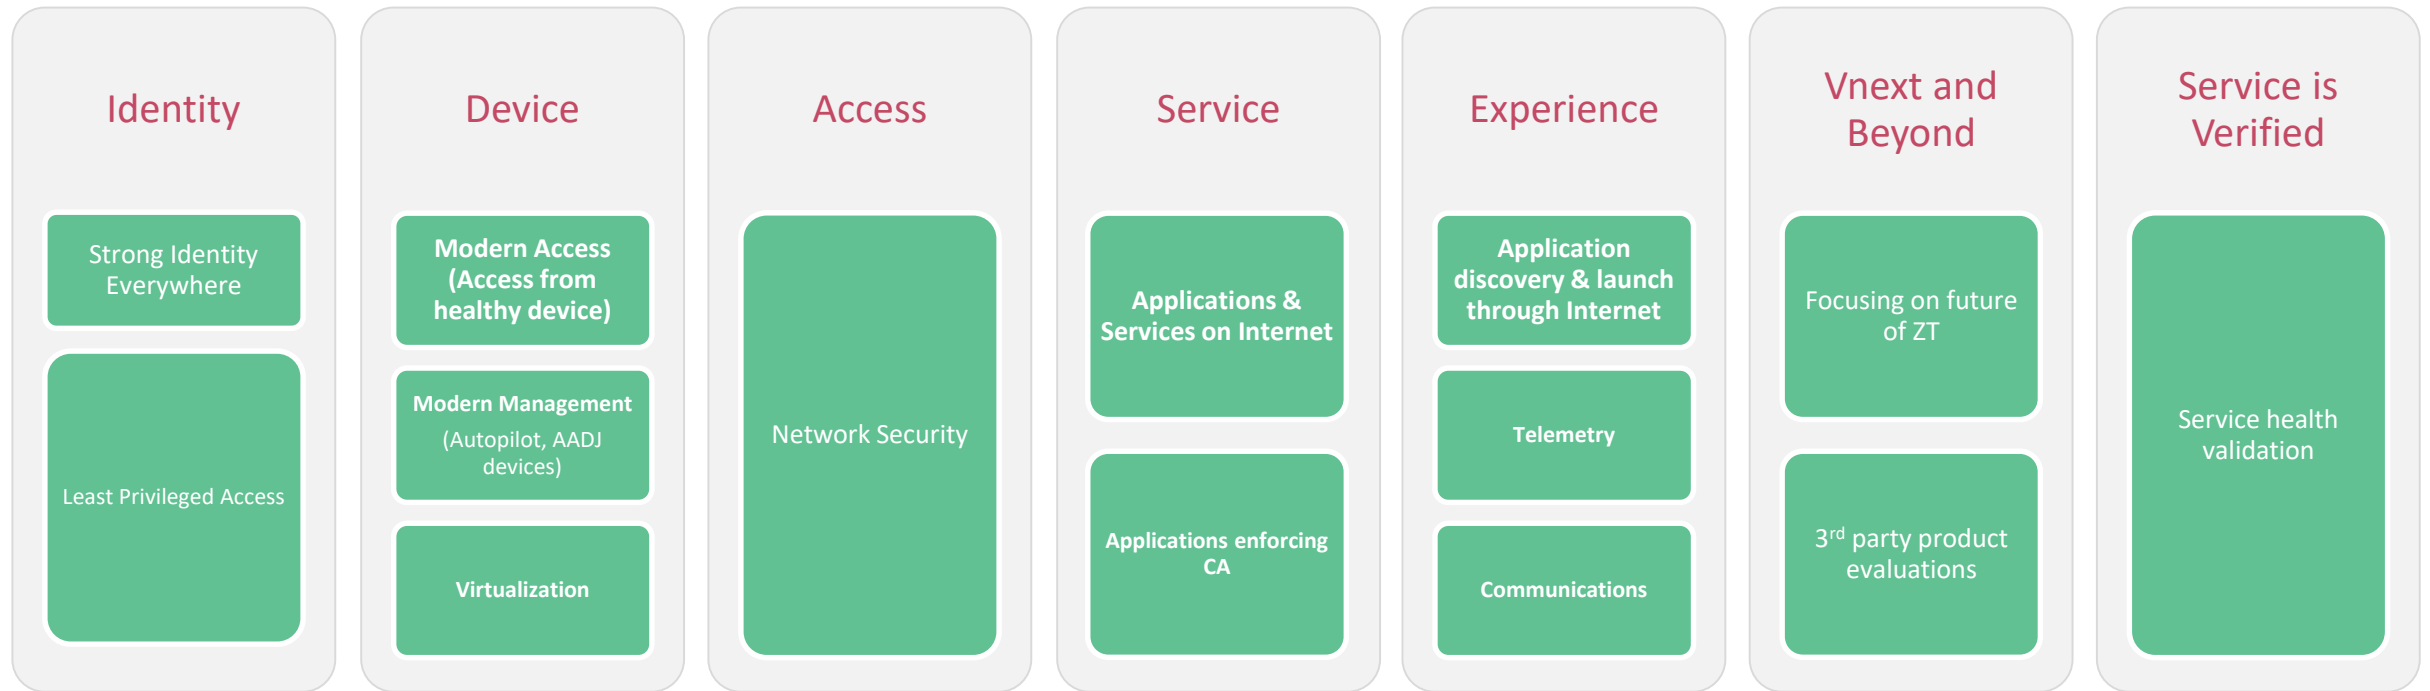 Identity
Strong Identity
Everywhere
Least Privileged Access
Device
Modern Access
(Access from
healthy device)
Modern Management
(Autopilot, AADJ
devices)
Virtualization
Access
Network Security
Service
Applications &
Services on Internet
Applications enforcing
CA
Experience
Application
discovery & launch
through Internet
Telemetry
Communications
Vnext and
Beyond
Focusing on future
of ZT
3rd party product
evaluations
Service is
Verified
Service health
validation